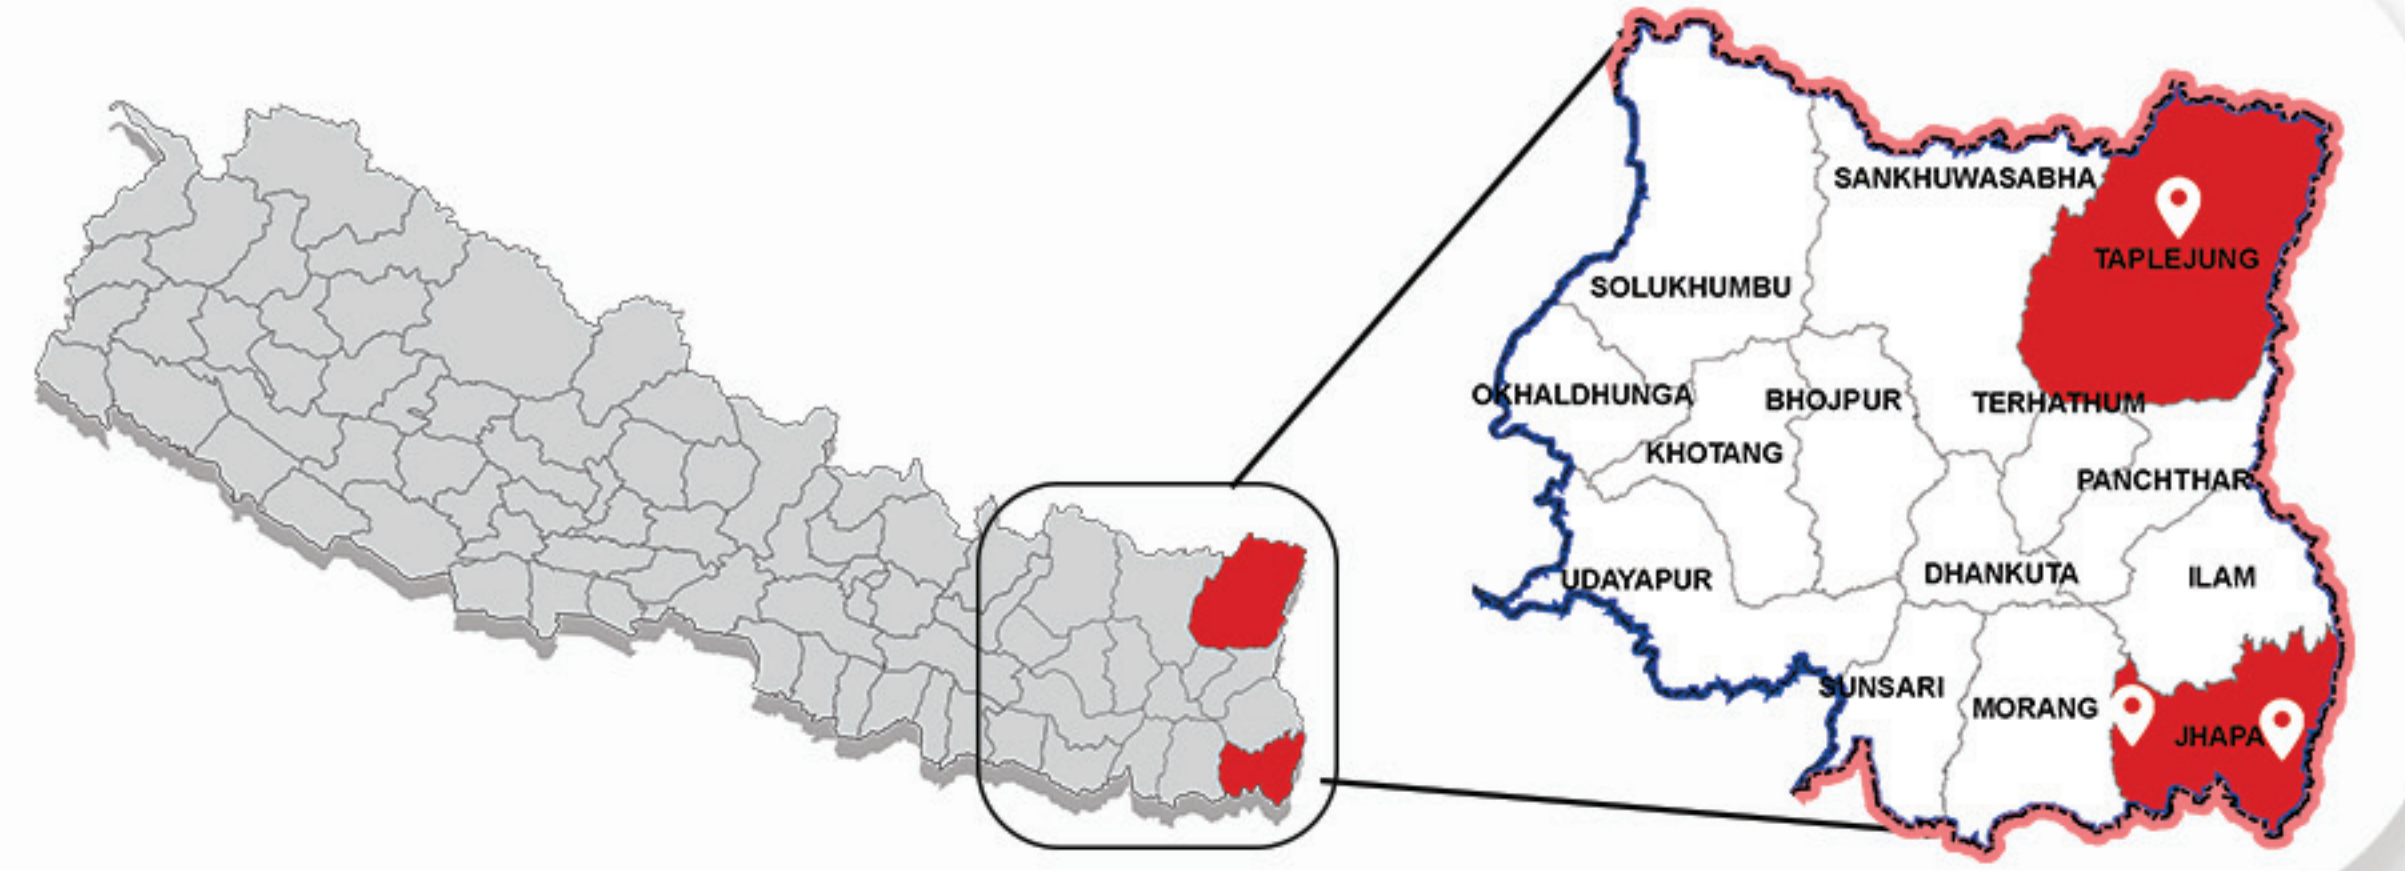 SANKHUWASABHA
TAPLEJUNG
SOLUKHUMBU
OKHALDHUNGA
BHOJPUR
TERHATHUM
KHOTANG
PANCHTHAR
UDAYAPUR
DHANKUTA
ILAM
SUNSARI
MORANG
JHAPA